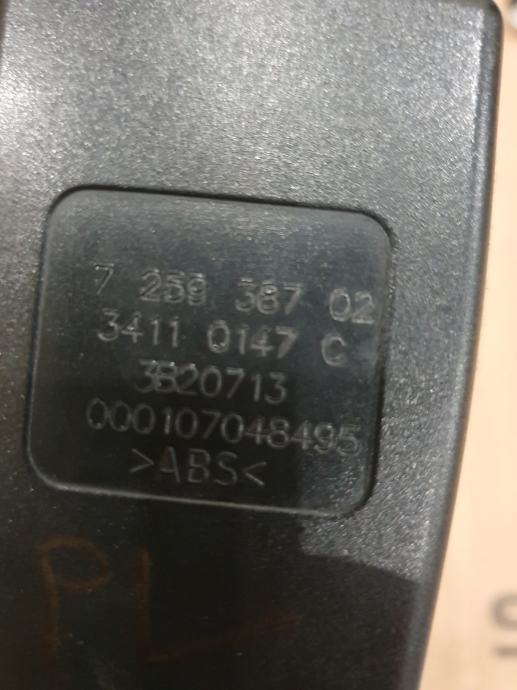 7 259 387 02
3411 0147 C
3B20713
000107048495
>ABS<
PL